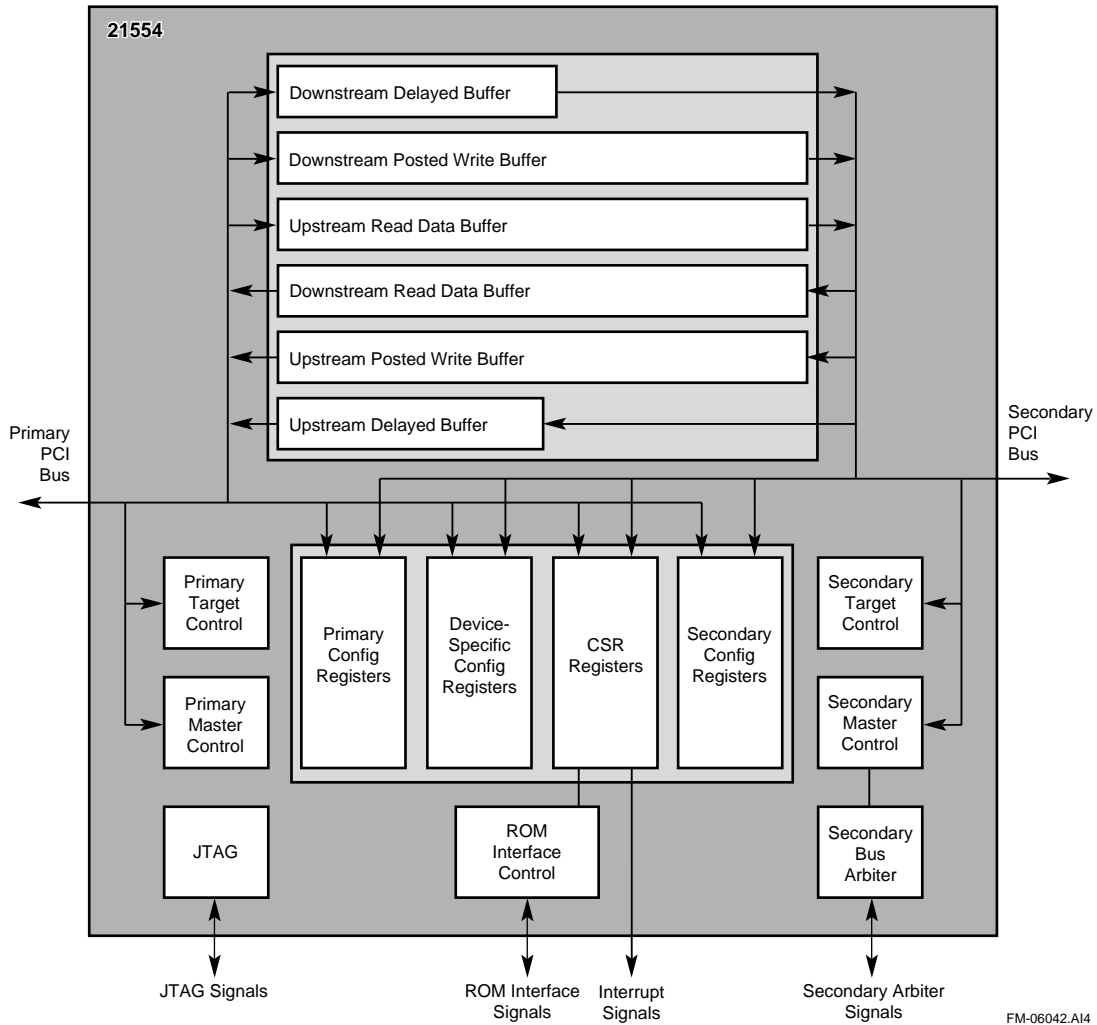 21554
Downstream Delayed Buffer
Downstream Posted Write Buffer
Upstream Read Data Buffer
Downstream Read Data Buffer
Upstream Posted Write Buffer
Upstream Delayed Buffer
Primary
PCI
Bus
Secondary
PCI
Bus
Primary
Target
Control
Primary
Master
Control
Primary
Config
Registers
Device-
Specific
Config
Registers
CSR
Registers
Secondary
Config
Registers
Secondary
Target
Control
Secondary
Master
Control
JTAG
ROM
Interface
Control
Secondary
Bus
Arbiter
JTAG Signals
ROM Interface
Signals
Interrupt
Signals
Secondary Arbiter
Signals
FM-06042.AI4